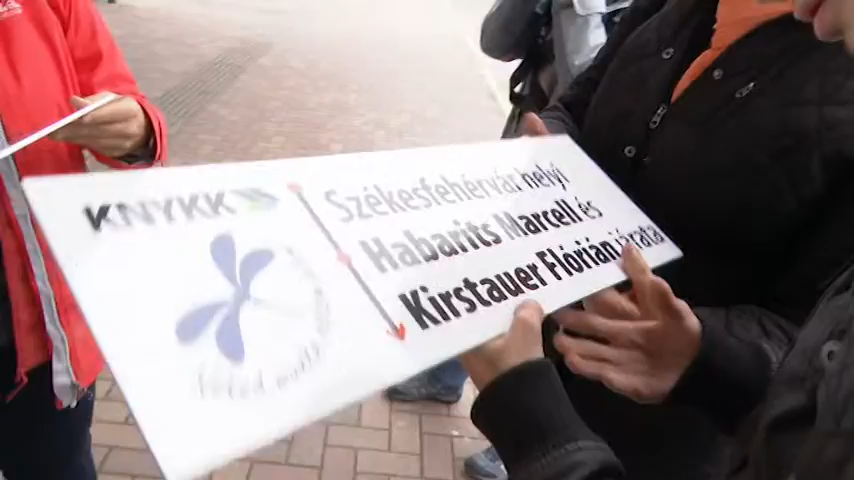 KNYKK
Székesfehérvár helyi
Habarits Marcell és
Kirstauer Flórián járata